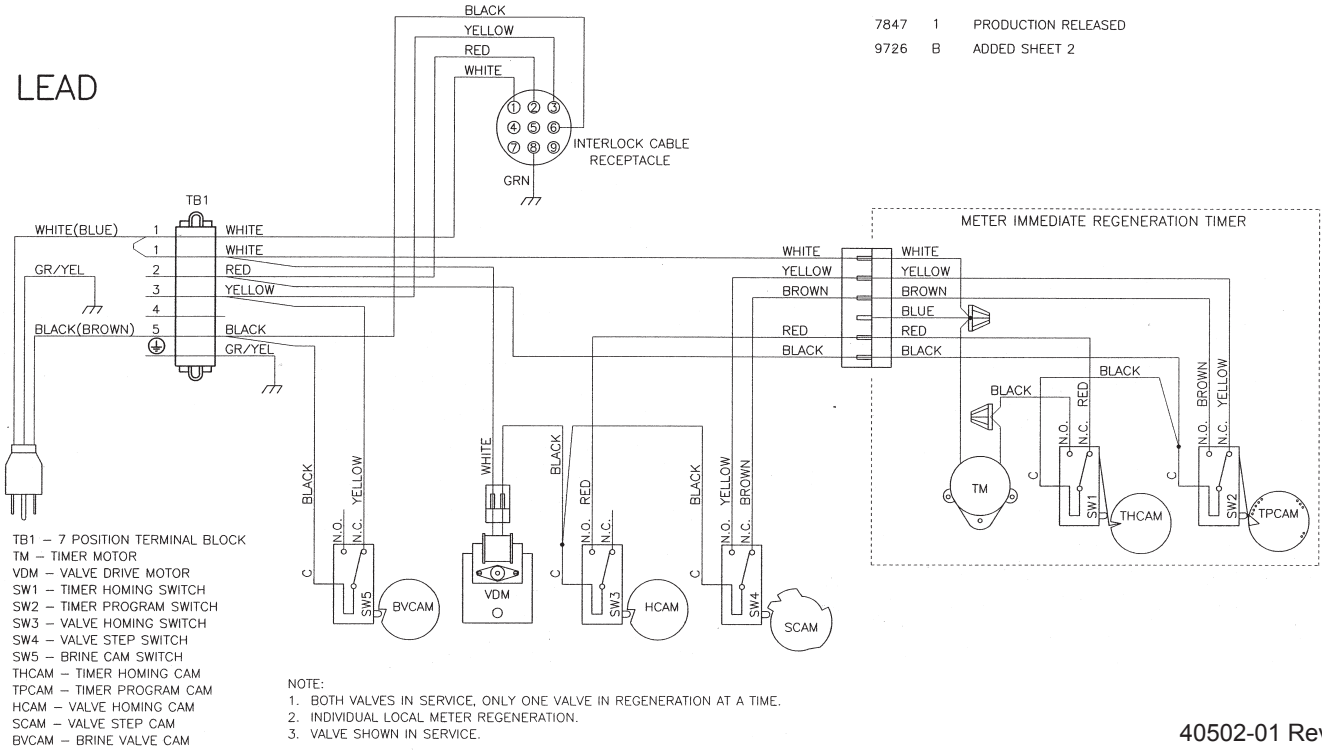 BLACK
YELLOW
RED
WHITE
7847 1 PRODUCTION RELEASED
9726 B ADDED SHEET 2
LEAD
1 2 3
4 5 6
7 8 9
INTERLOCK CABLE
RECEPTACLE
GRN
TB1
WHITE(BLUE) 1 WHITE
1 WHITE
GR/YEL 2 RED
3 YELLOW
4
BLACK(BROWN) 5 BLACK
GR/YEL
METER IMMEDIATE REGENERATION TIMER
WHITE WHITE
YELLOW YELLOW
BROWN BROWN
BLUE
RED RED
BLACK BLACK
BLACK
BLACK
RED
BROWN
YELLOW
N.O.
N.C.
C
SW1
THCAM
TM
N.O.
N.C.
C
SW2
TPCAM
BLACK
YELLOW
N.O.
N.C.
C
SW5
BVCAM
WHITE
VDM
BLACK
RED
N.O.
N.C.
C
SW3
HCAM
BLACK
YELLOW
BROWN
N.O.
N.C.
C
SW4
SCAM
TB1 – 7 POSITION TERMINAL BLOCK
TM – TIMER MOTOR
VDM – VALVE DRIVE MOTOR
SW1 – TIMER HOMING SWITCH
SW2 – TIMER PROGRAM SWITCH
SW3 – VALVE HOMING SWITCH
SW4 – VALVE STEP SWITCH
SW5 – BRINE CAM SWITCH
THCAM – TIMER HOMING CAM
TPCAM – TIMER PROGRAM CAM
HCAM – VALVE HOMING CAM
SCAM – VALVE STEP CAM
BVCAM – BRINE VALVE CAM
NOTE:
1. BOTH VALVES IN SERVICE, ONLY ONE VALVE IN REGENERATION AT A TIME.
2. INDIVIDUAL LOCAL METER REGENERATION.
3. VALVE SHOWN IN SERVICE.
40502-01 Rev